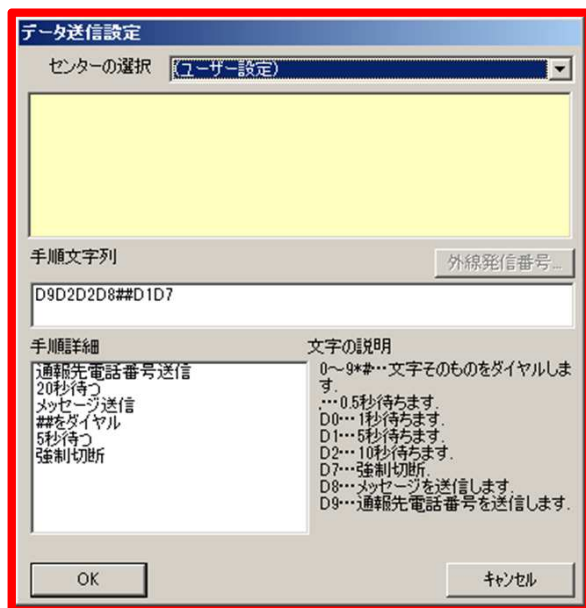 データ送信設定
センターの選択 (ユーザー設定)
手順文字列
外線発信番号...
D9D2D2D8##D1D7
手順詳細
通報先電話番号送信
20秒待つ
メッセージ送信
##をダイヤル
5秒待つ
強制切断
文字の説明
0～9*#…文字そのものをダイヤルしま
す.
,…0.5秒待ちます.
D0…1秒待ちます.
D1…5秒待ちます.
D2…10秒待ちます.
D7…強制切断.
D8…メッセージを送信します.
D9…通報先電話番号を送信します.
OK
キャンセル